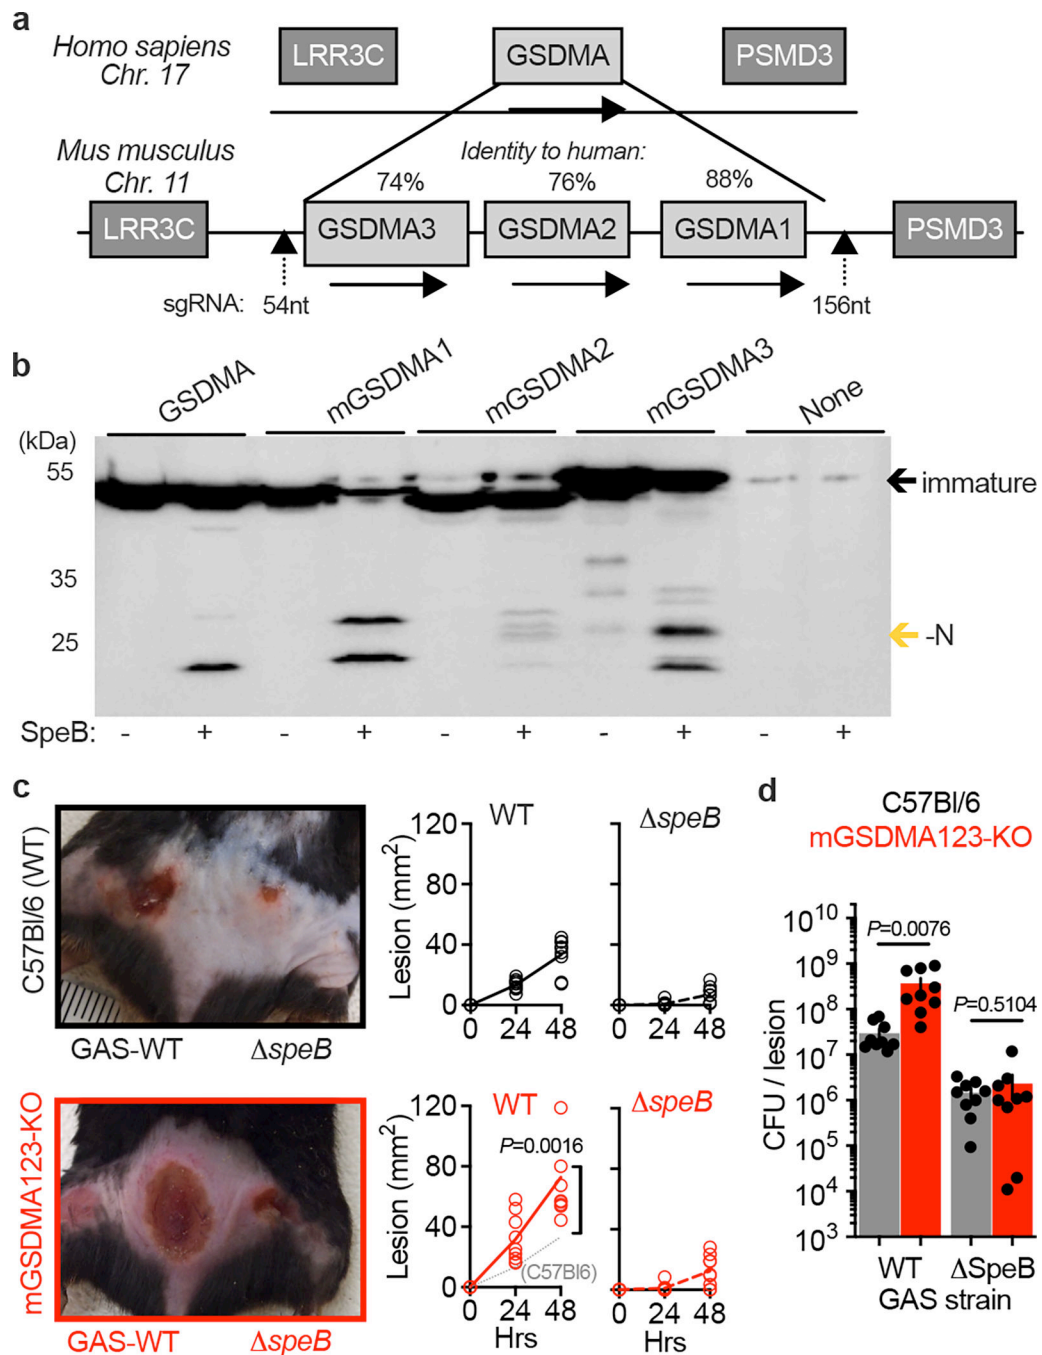 a
Homo sapiens
Chr. 17
LRR3C GSDMA PSMD3
Mus musculus
Chr. 11
Identity to human:
74% 76% 88%
LRR3C GSDMA3 GSDMA2 GSDMA1 PSMD3
sgRNA: 54nt 156nt
b
GSDMA mGSDMA1 mGSDMA2 mGSDMA3 None
(kDa)
55
immature
35
25
-N
SpeB: - + - + - + - + - +
c
C57Bl/6 (WT)
GAS-WT ΔspeB
Lesion (mm²)
WT ΔspeB
120
80
40
0
0 24 48 0 24 48
mGSDMA123-KO
GAS-WT ΔspeB
Lesion (mm²)
WT ΔspeB
120
P=0.0016
80
40
(C57Bl6)
0
0 24 48 0 24 48
Hrs Hrs
d
C57Bl/6
mGSDMA123-KO
CFU / lesion
10¹⁰
P=0.0076
10⁹
P=0.5104
10⁸
10⁷
10⁶
10⁵
10⁴
10³
WT ΔSpeB
GAS strain